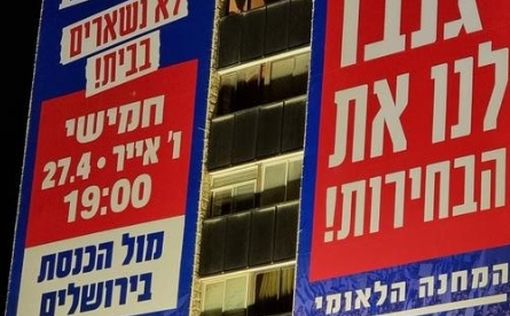 לא נשארים
בבית!
חמישי
ו' אייר • 27.4
19:00
מול הכנסת
בירושלים
גנבו
לנו את
הבחירות!
המחנה הלאומי